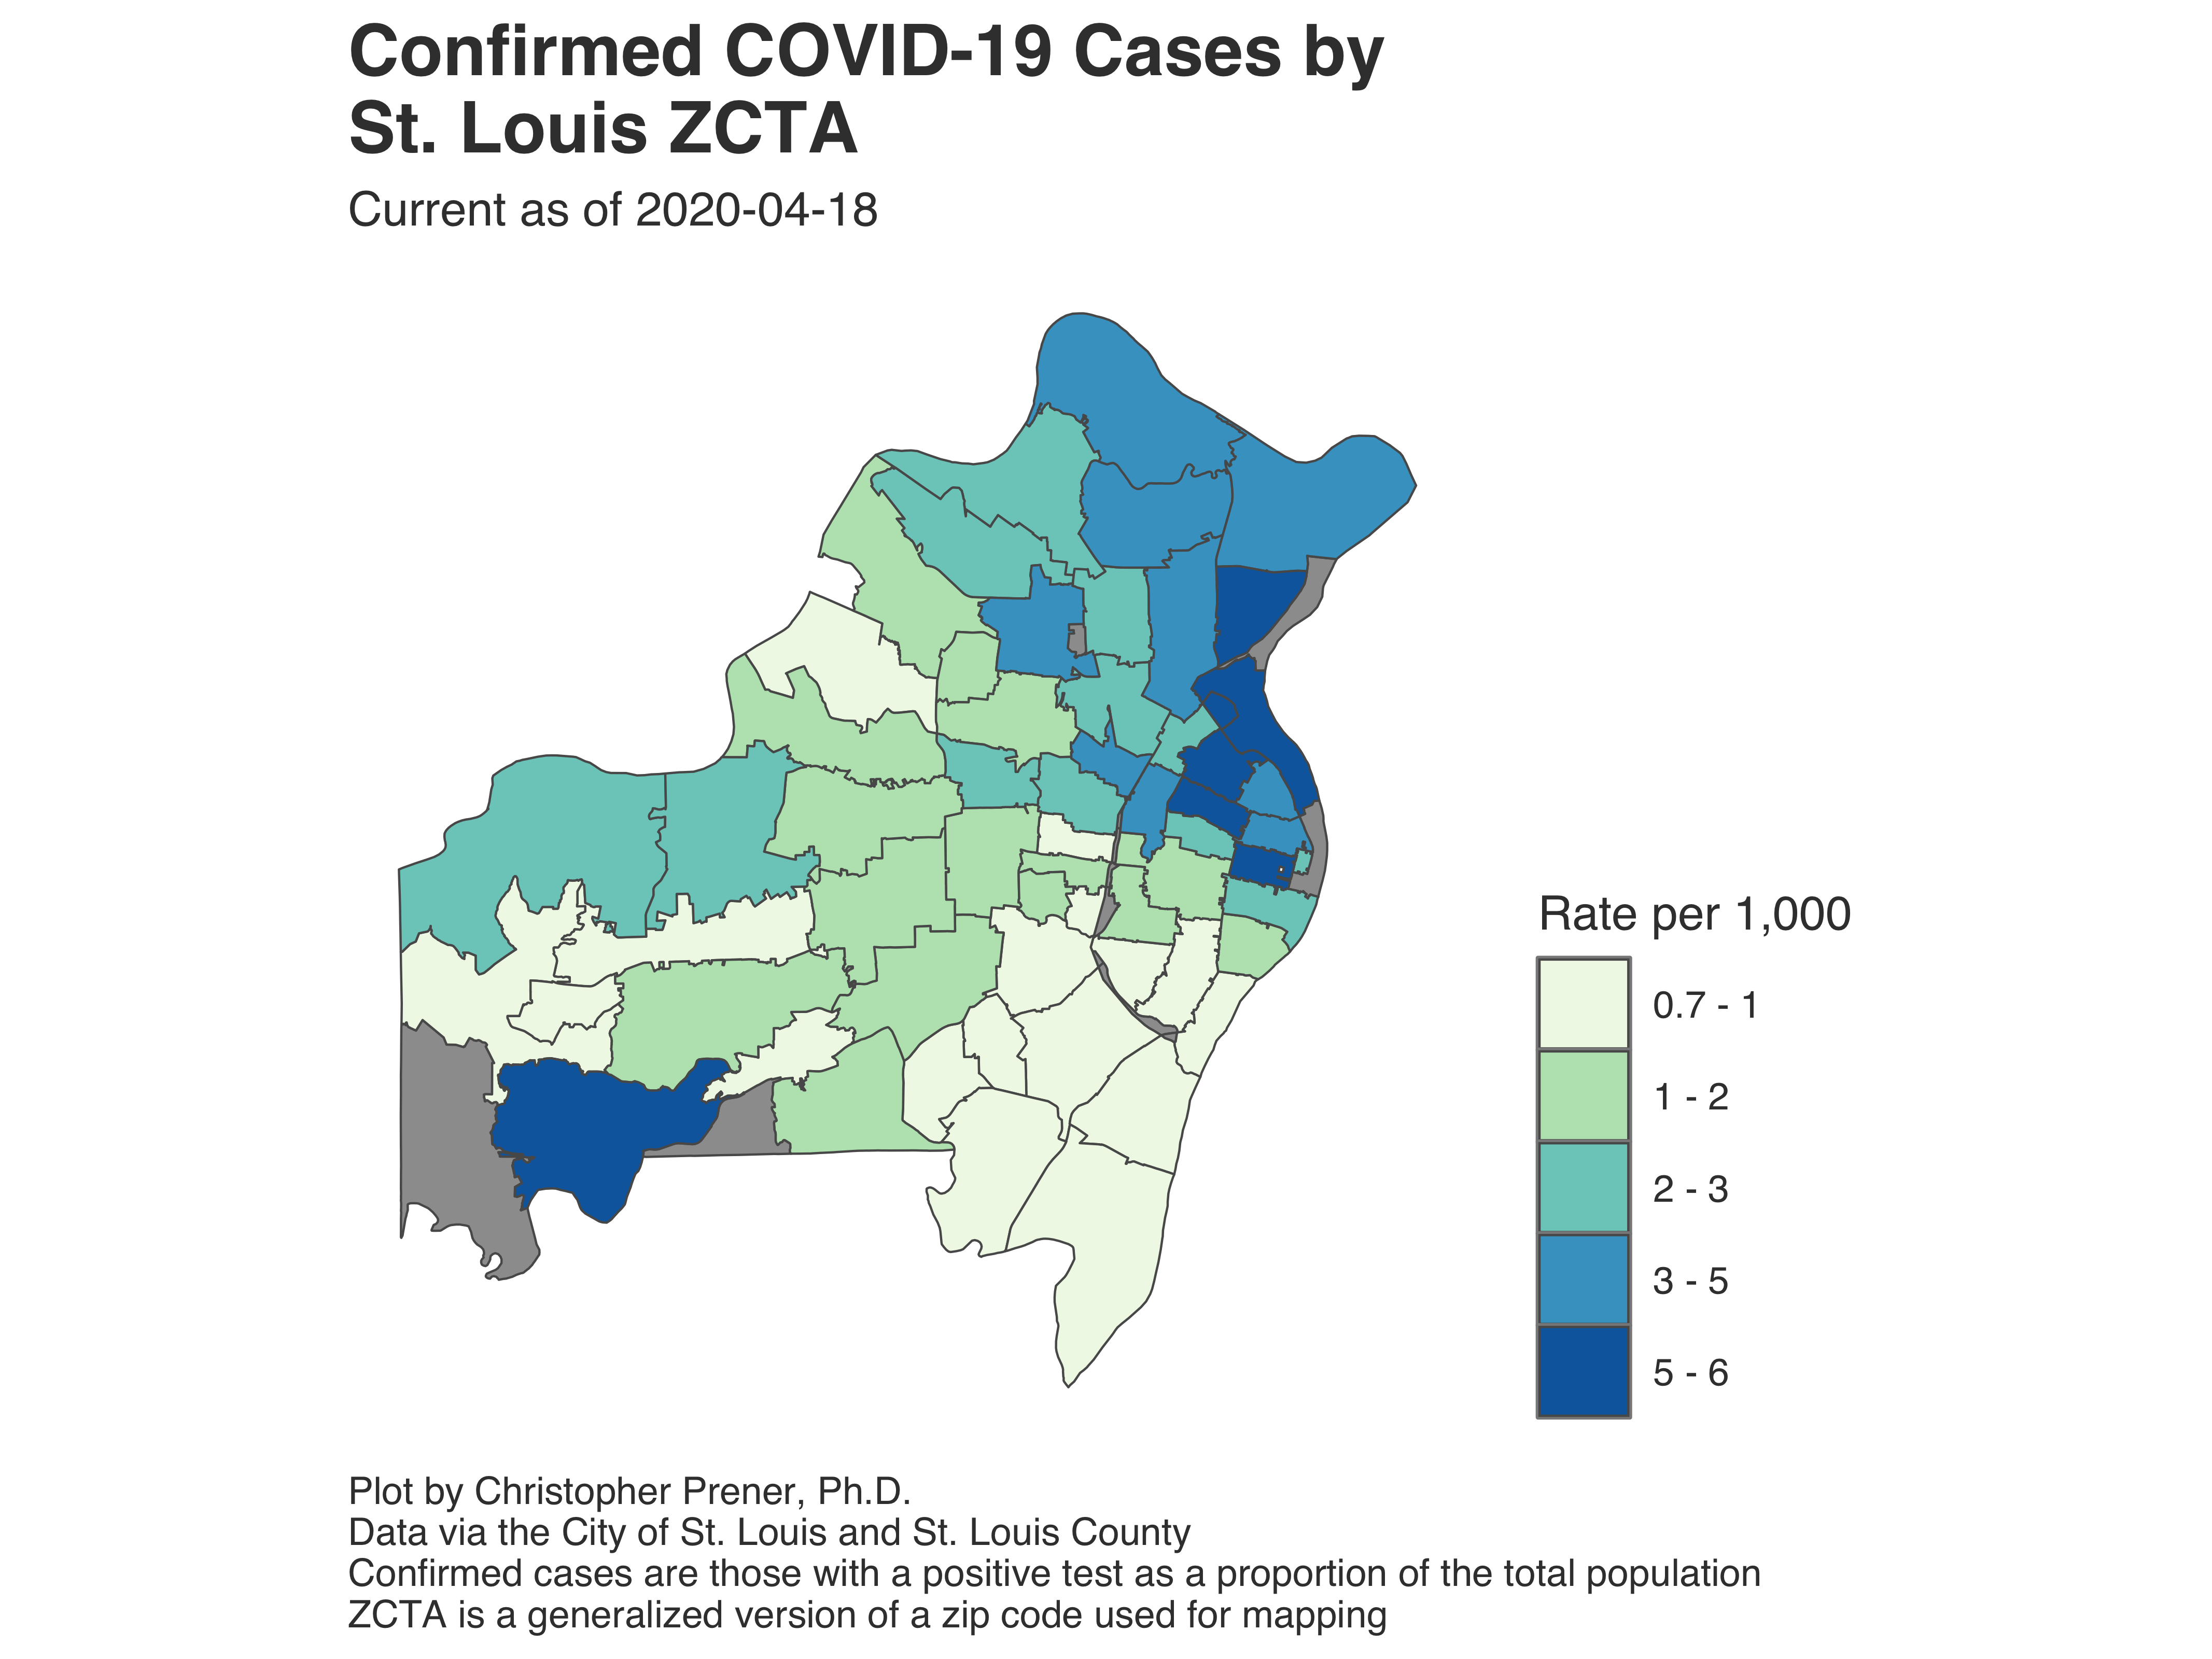 Confirmed COVID-19 Cases by
St. Louis ZCTA
Current as of 2020-04-18
Rate per 1,000
0.7 - 1
1 - 2
2 - 3
3 - 5
5 - 6
Plot by Christopher Prener, Ph.D.
Data via the City of St. Louis and St. Louis County
Confirmed cases are those with a positive test as a proportion of the total population
ZCTA is a generalized version of a zip code used for mapping